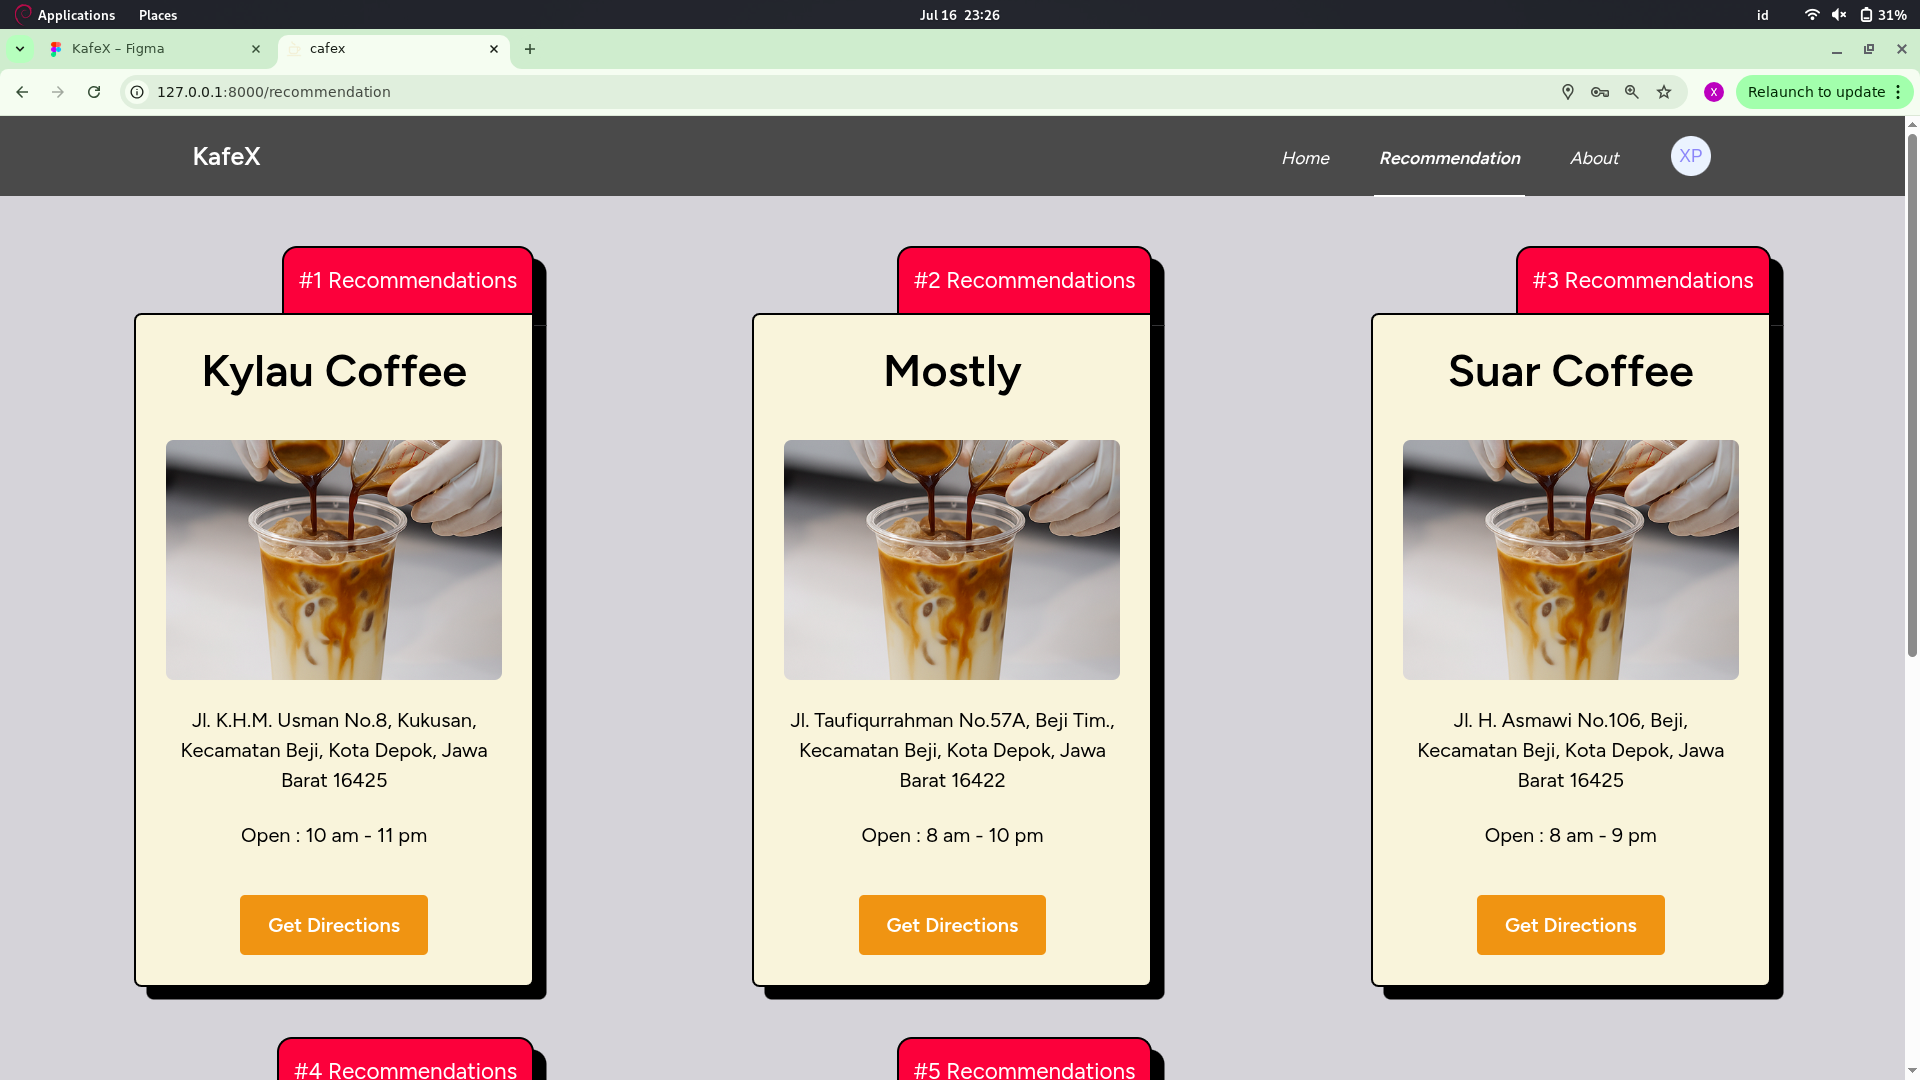 Applications Places Jul 16 23:26 id 31%
KafeX – Figma cafex
127.0.0.1:8000/recommendation X Relaunch to update
KafeX Home Recommendation About XP
#1 Recommendations
Kylau Coffee
Jl. K.H.M. Usman No.8, Kukusan,
Kecamatan Beji, Kota Depok, Jawa
Barat 16425
Open : 10 am - 11 pm
Get Directions
#2 Recommendations
Mostly
Jl. Taufiqurrahman No.57A, Beji Tim.,
Kecamatan Beji, Kota Depok, Jawa
Barat 16422
Open : 8 am - 10 pm
Get Directions
#3 Recommendations
Suar Coffee
Jl. H. Asmawi No.106, Beji,
Kecamatan Beji, Kota Depok, Jawa
Barat 16425
Open : 8 am - 9 pm
Get Directions
#4 Recommendations
#5 Recommendations